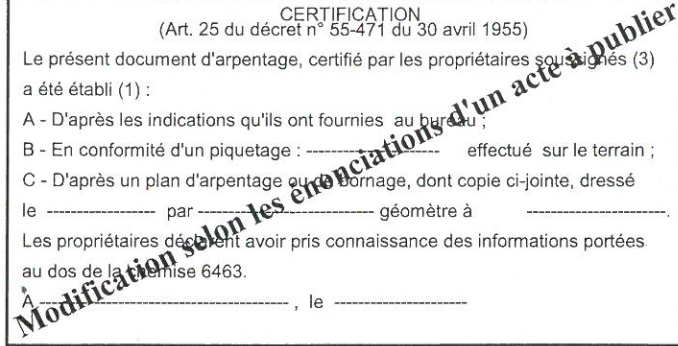 CERTIFICATION
(Art. 25 du décret n° 55-471 du 30 avril 1955)
Le présent document d'arpentage, certifié par les propriétaires soussignés (3)
a été établi (1) :
A - D'après les indications qu'ils ont fournies au bureau ;
B - En conformité d'un piquetage : --------------------- effectué sur le terrain ;
C - D'après un plan d'arpentage ou de bornage, dont copie ci-jointe, dressé
le ----------------- par --------------------------- géomètre à ---------------------.
Les propriétaires déclarent avoir pris connaissance des informations portées
au dos de la chemise 6463.
A --------------------------------------- , le ---------------------
Modification selon les énonciations d'un acte à publier